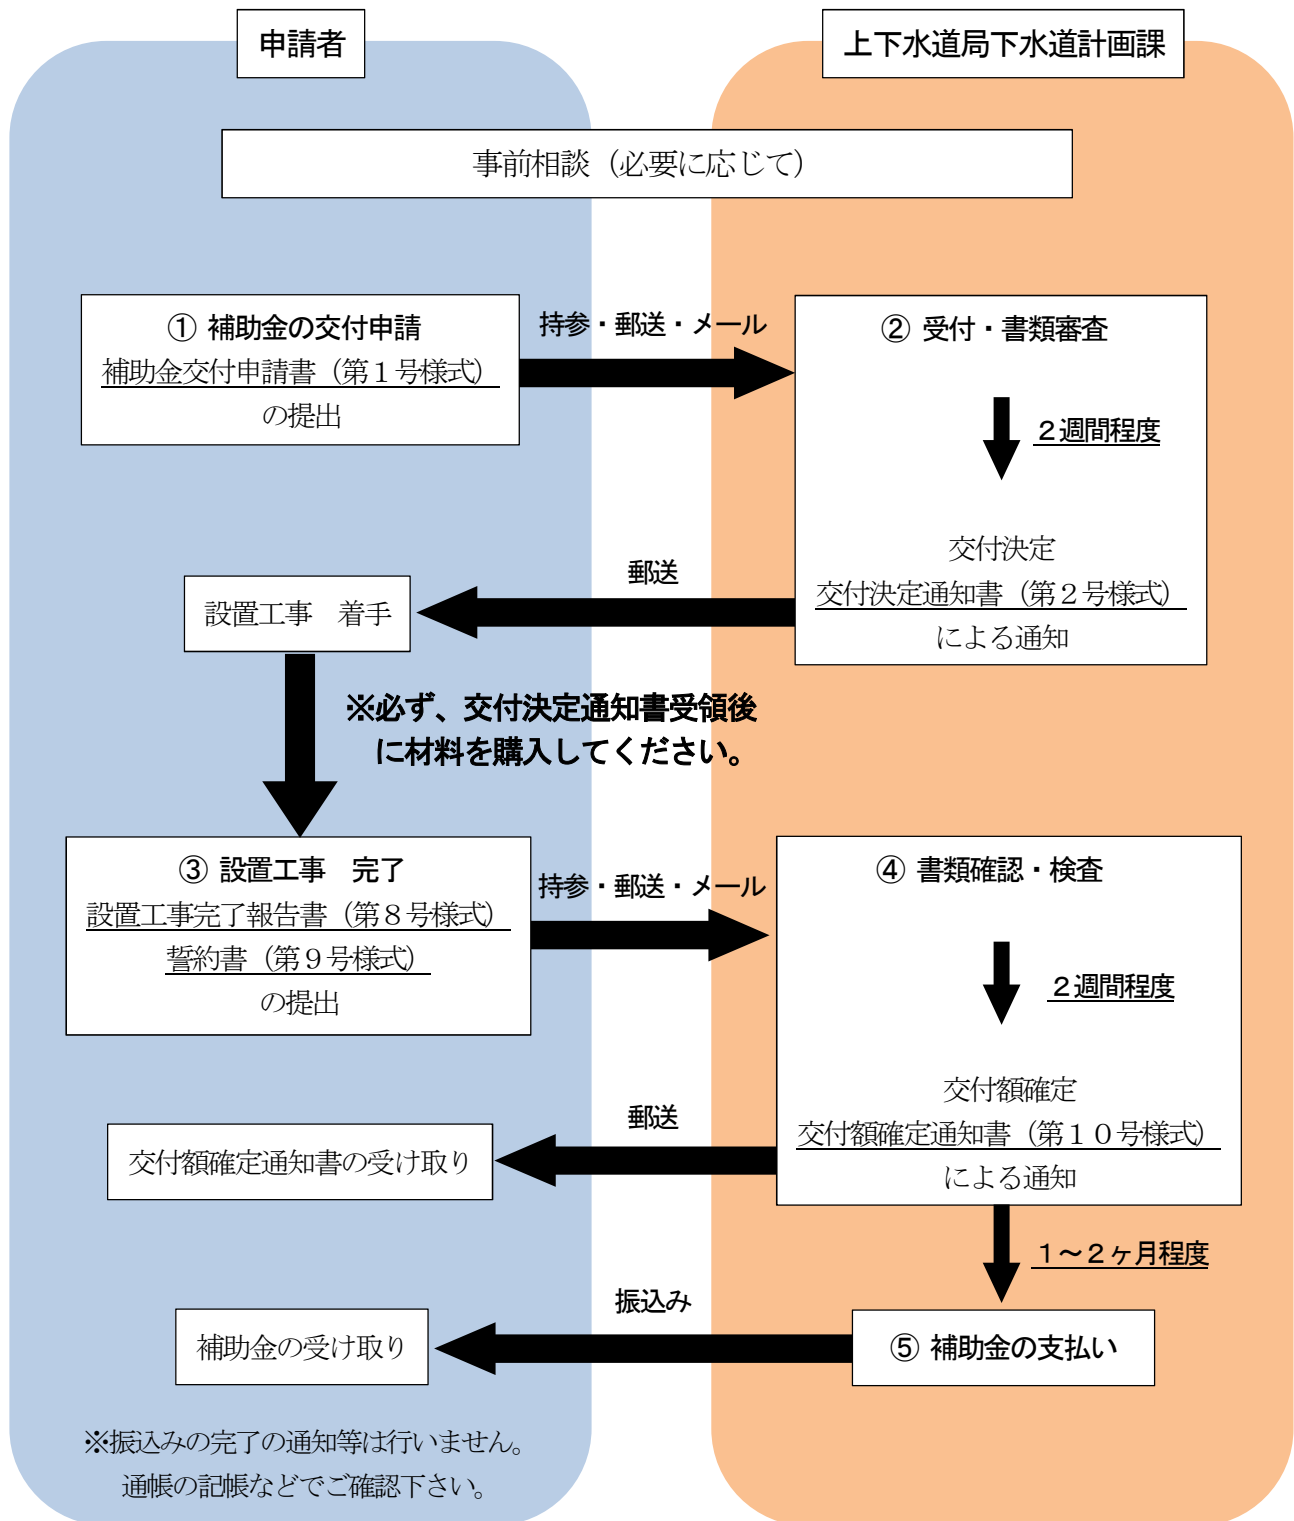 申請者
上下水道局下水道計画課
事前相談（必要に応じて）
① 補助金の交付申請
補助金交付申請書（第１号様式）
の提出
持参・郵送・メール
② 受付・書類審査
２週間程度
交付決定
交付決定通知書（第２号様式）
による通知
郵送
設置工事　着手
※必ず、交付決定通知書受領後
に材料を購入してください。
③ 設置工事　完了
設置工事完了報告書（第８号様式）
誓約書（第９号様式）
の提出
持参・郵送・メール
④ 書類確認・検査
２週間程度
交付額確定
交付額確定通知書（第１０号様式）
による通知
郵送
交付額確定通知書の受け取り
１～２ヶ月程度
⑤ 補助金の支払い
振込み
補助金の受け取り
※振込みの完了の通知等は行いません。
通帳の記帳などでご確認下さい。